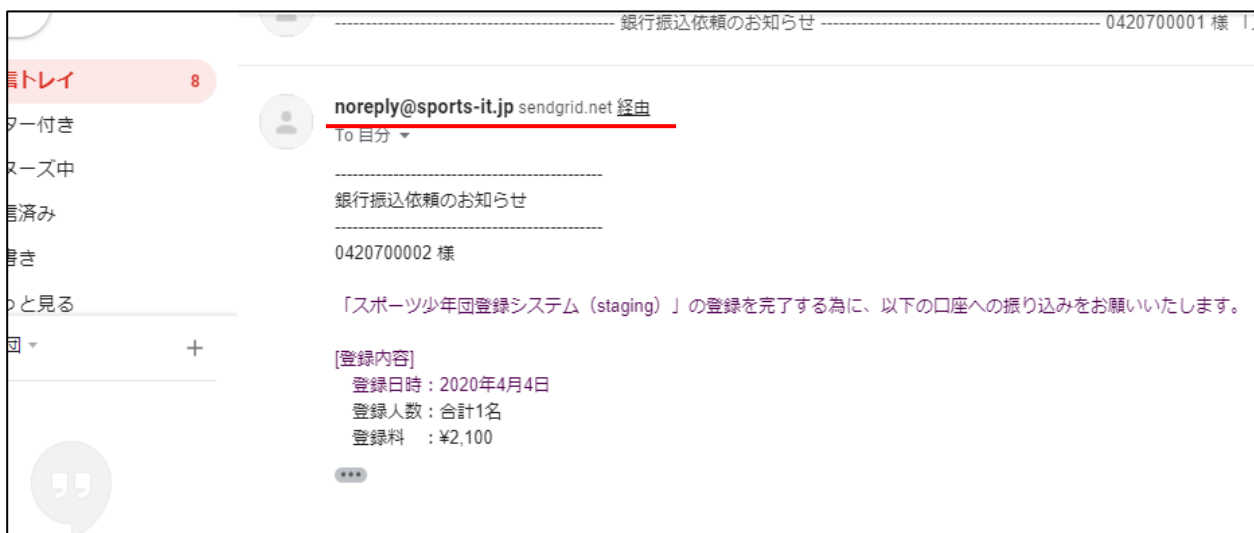 -------------------------------------------- 銀行振込依頼のお知らせ -------------------------------------------- 0420700001 様
信トレイ 8
noreply@sports-it.jp sendgrid.net 経由
ター付き
To 自分
ヌーズ中
--------------------------------------------
銀行振込依頼のお知らせ
信済み
--------------------------------------------
書き
0420700002 様
っと見る
「スポーツ少年団登録システム（staging）」の登録を完了する為に、以下の口座への振り込みをお願いいたします。
団 +
[登録内容]
登録日時：2020年4月4日
登録人数：合計1名
登録料　：¥2,100